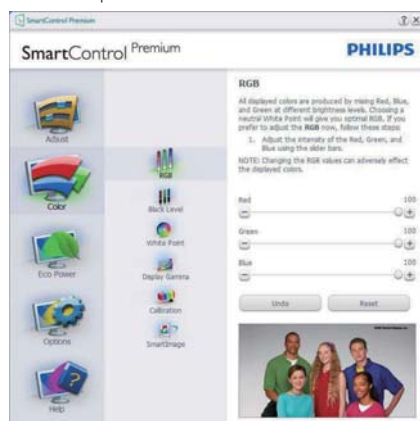 SmartControl Premium
SmartControl Premium
PHILIPS
Adjust
Color
Eco Power
Options
Help
RGB
Black Level
White Point
Display Gamma
Calibration
SmartImage
RGB
All displayed colors are produced by mixing Red, Blue,
and Green at different brightness levels. Choosing a
neutral White Point will give you optimal RGB. If you
prefer to adjust the RGB now, follow these steps:
1. Adjust the intensity of the Red, Green, and
Blue using the slider bars.
NOTE: Changing the RGB values can adversely effect
the displayed colors.
Red 100
Green 100
Blue 100
Undo
Reset